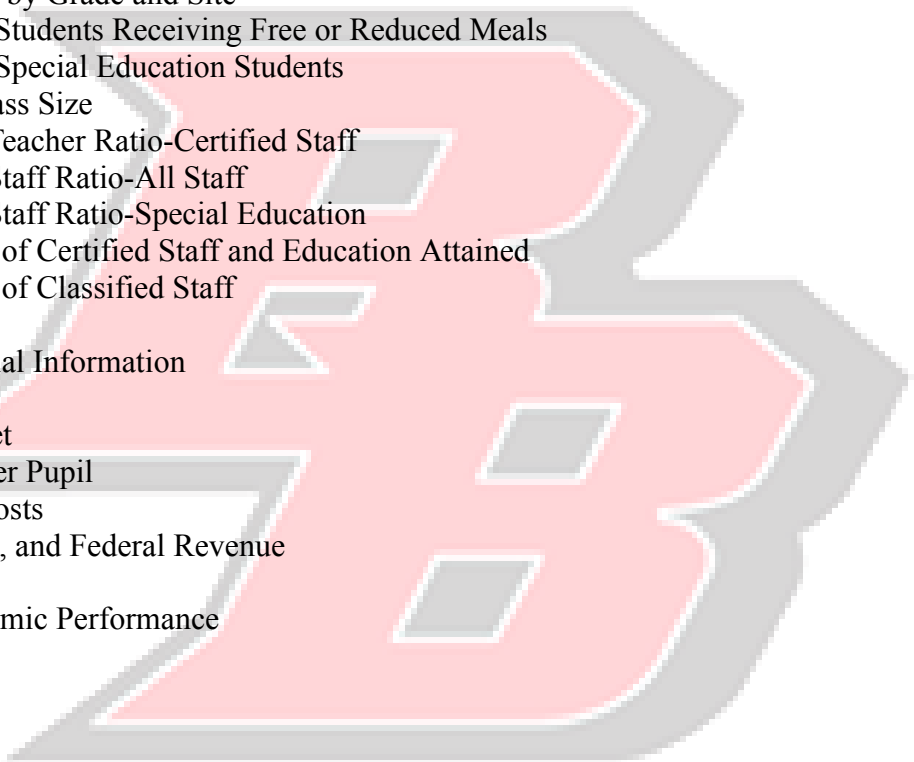 by Grade and Site
Students Receiving Free or Reduced Meals
Special Education Students
ass Size
Teacher Ratio-Certified Staff
Staff Ratio-All Staff
Staff Ratio-Special Education
of Certified Staff and Education Attained
of Classified Staff
al Information
et
er Pupil
osts
, and Federal Revenue
mic Performance